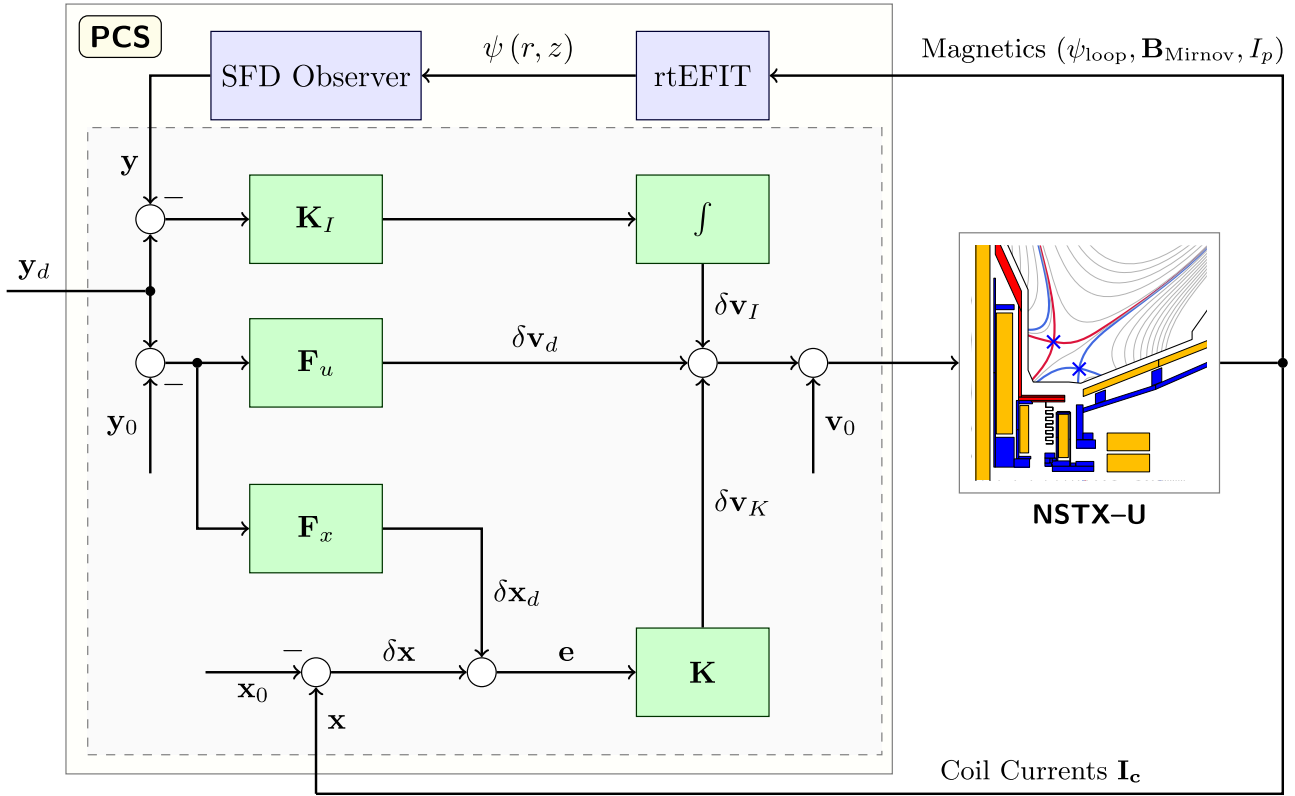 PCS
ψ (r, z)
Magnetics (ψ_loop, B_Mirnov, I_p)
SFD Observer
rtEFIT
y
−
K_I
∫
y_d
δv_I
F_u
δv_d
−
y_0
v_0
δv_K
NSTX–U
F_x
δx_d
−
δx
e
K
x_0
x
Coil Currents I_c